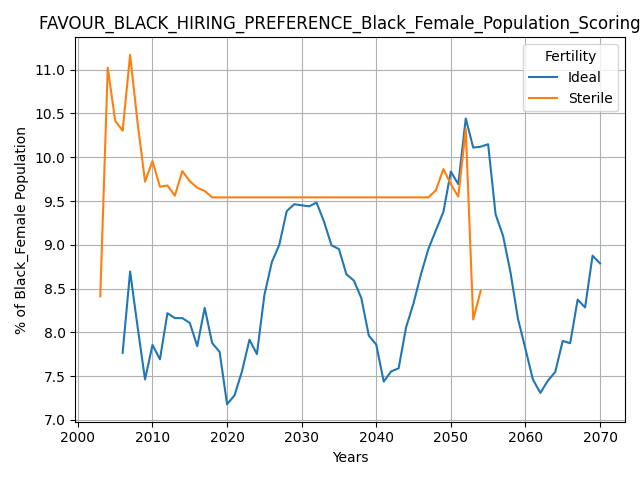 FAVOUR_BLACK_HIRING_PREFERENCE_Black_Female_Population_Scoring
Fertility
Ideal
Sterile
% of Black_Female Population
11.0
10.5
10.0
9.5
9.0
8.5
8.0
7.5
7.0
2000 2010 2020 2030 2040 2050 2060 2070
Years